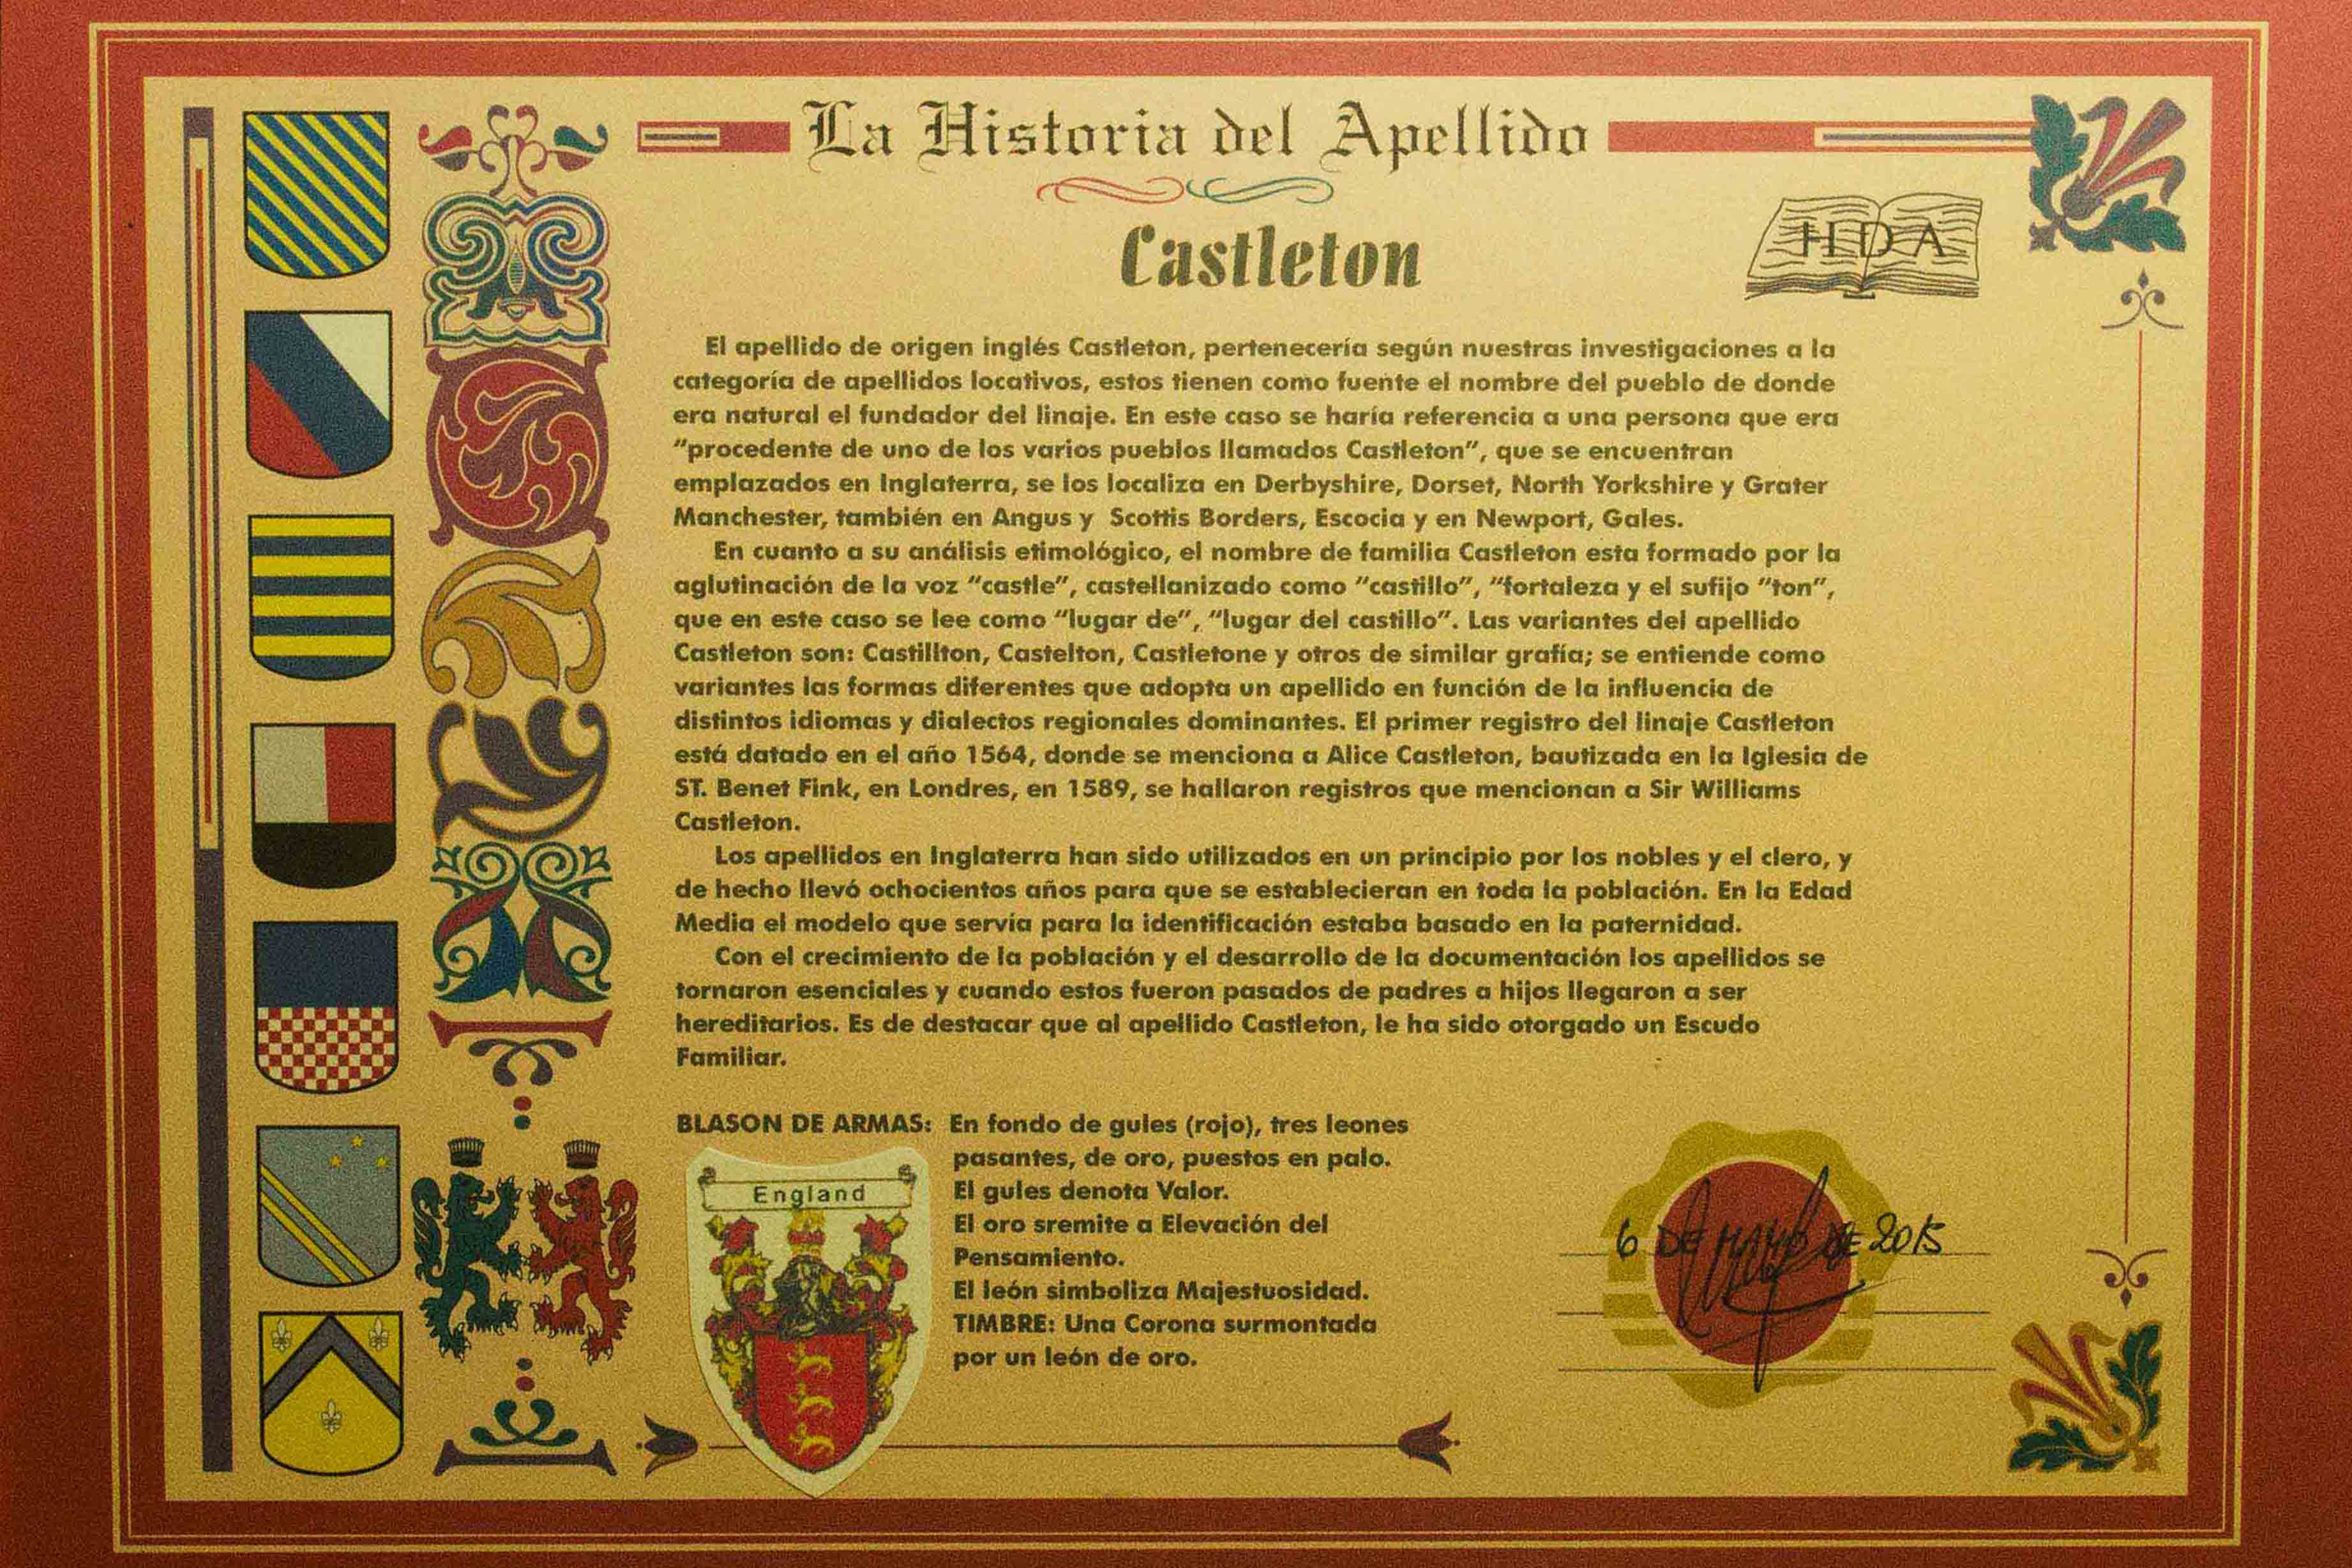 La Historia del Apellido
Castleton
HDA
El apellido de origen inglés Castleton, pertenecería según nuestras investigaciones a la
categoría de apellidos locativos, estos tienen como fuente el nombre del pueblo de donde
era natural el fundador del linaje. En este caso se haría referencia a una persona que era
"procedente de uno de los varios pueblos llamados Castleton", que se encuentran
emplazados en Inglaterra, se los localiza en Derbyshire, Dorset, North Yorkshire y Grater
Manchester, también en Angus y Scottis Borders, Escocia y en Newport, Gales.
En cuanto a su análisis etimológico, el nombre de familia Castleton esta formado por la
aglutinación de la voz "castle", castellanizado como "castillo", "fortaleza y el sufijo "ton",
que en este caso se lee como "lugar de", "lugar del castillo". Las variantes del apellido
Castleton son: Castillton, Castelton, Castletone y otros de similar grafía; se entiende como
variantes las formas diferentes que adopta un apellido en función de la influencia de
distintos idiomas y dialectos regionales dominantes. El primer registro del linaje Castleton
está datado en el año 1564, donde se menciona a Alice Castleton, bautizada en la Iglesia de
ST. Benet Fink, en Londres, en 1589, se hallaron registros que mencionan a Sir Williams
Castleton.
Los apellidos en Inglaterra han sido utilizados en un principio por los nobles y el clero, y
de hecho llevó ochocientos años para que se establecieran en toda la población. En la Edad
Media el modelo que servía para la identificación estaba basado en la paternidad.
Con el crecimiento de la población y el desarrollo de la documentación los apellidos se
tornaron esenciales y cuando estos fueron pasados de padres a hijos llegaron a ser
hereditarios. Es de destacar que al apellido Castleton, le ha sido otorgado un Escudo
Familiar.
BLASON DE ARMAS: En fondo de gules (rojo), tres leones
pasantes, de oro, puestos en palo.
El gules denota Valor.
El oro sremite a Elevación del
Pensamiento.
El león simboliza Majestuosidad.
TIMBRE: Una Corona surmontada
por un león de oro.
England
6 DE DE 2015